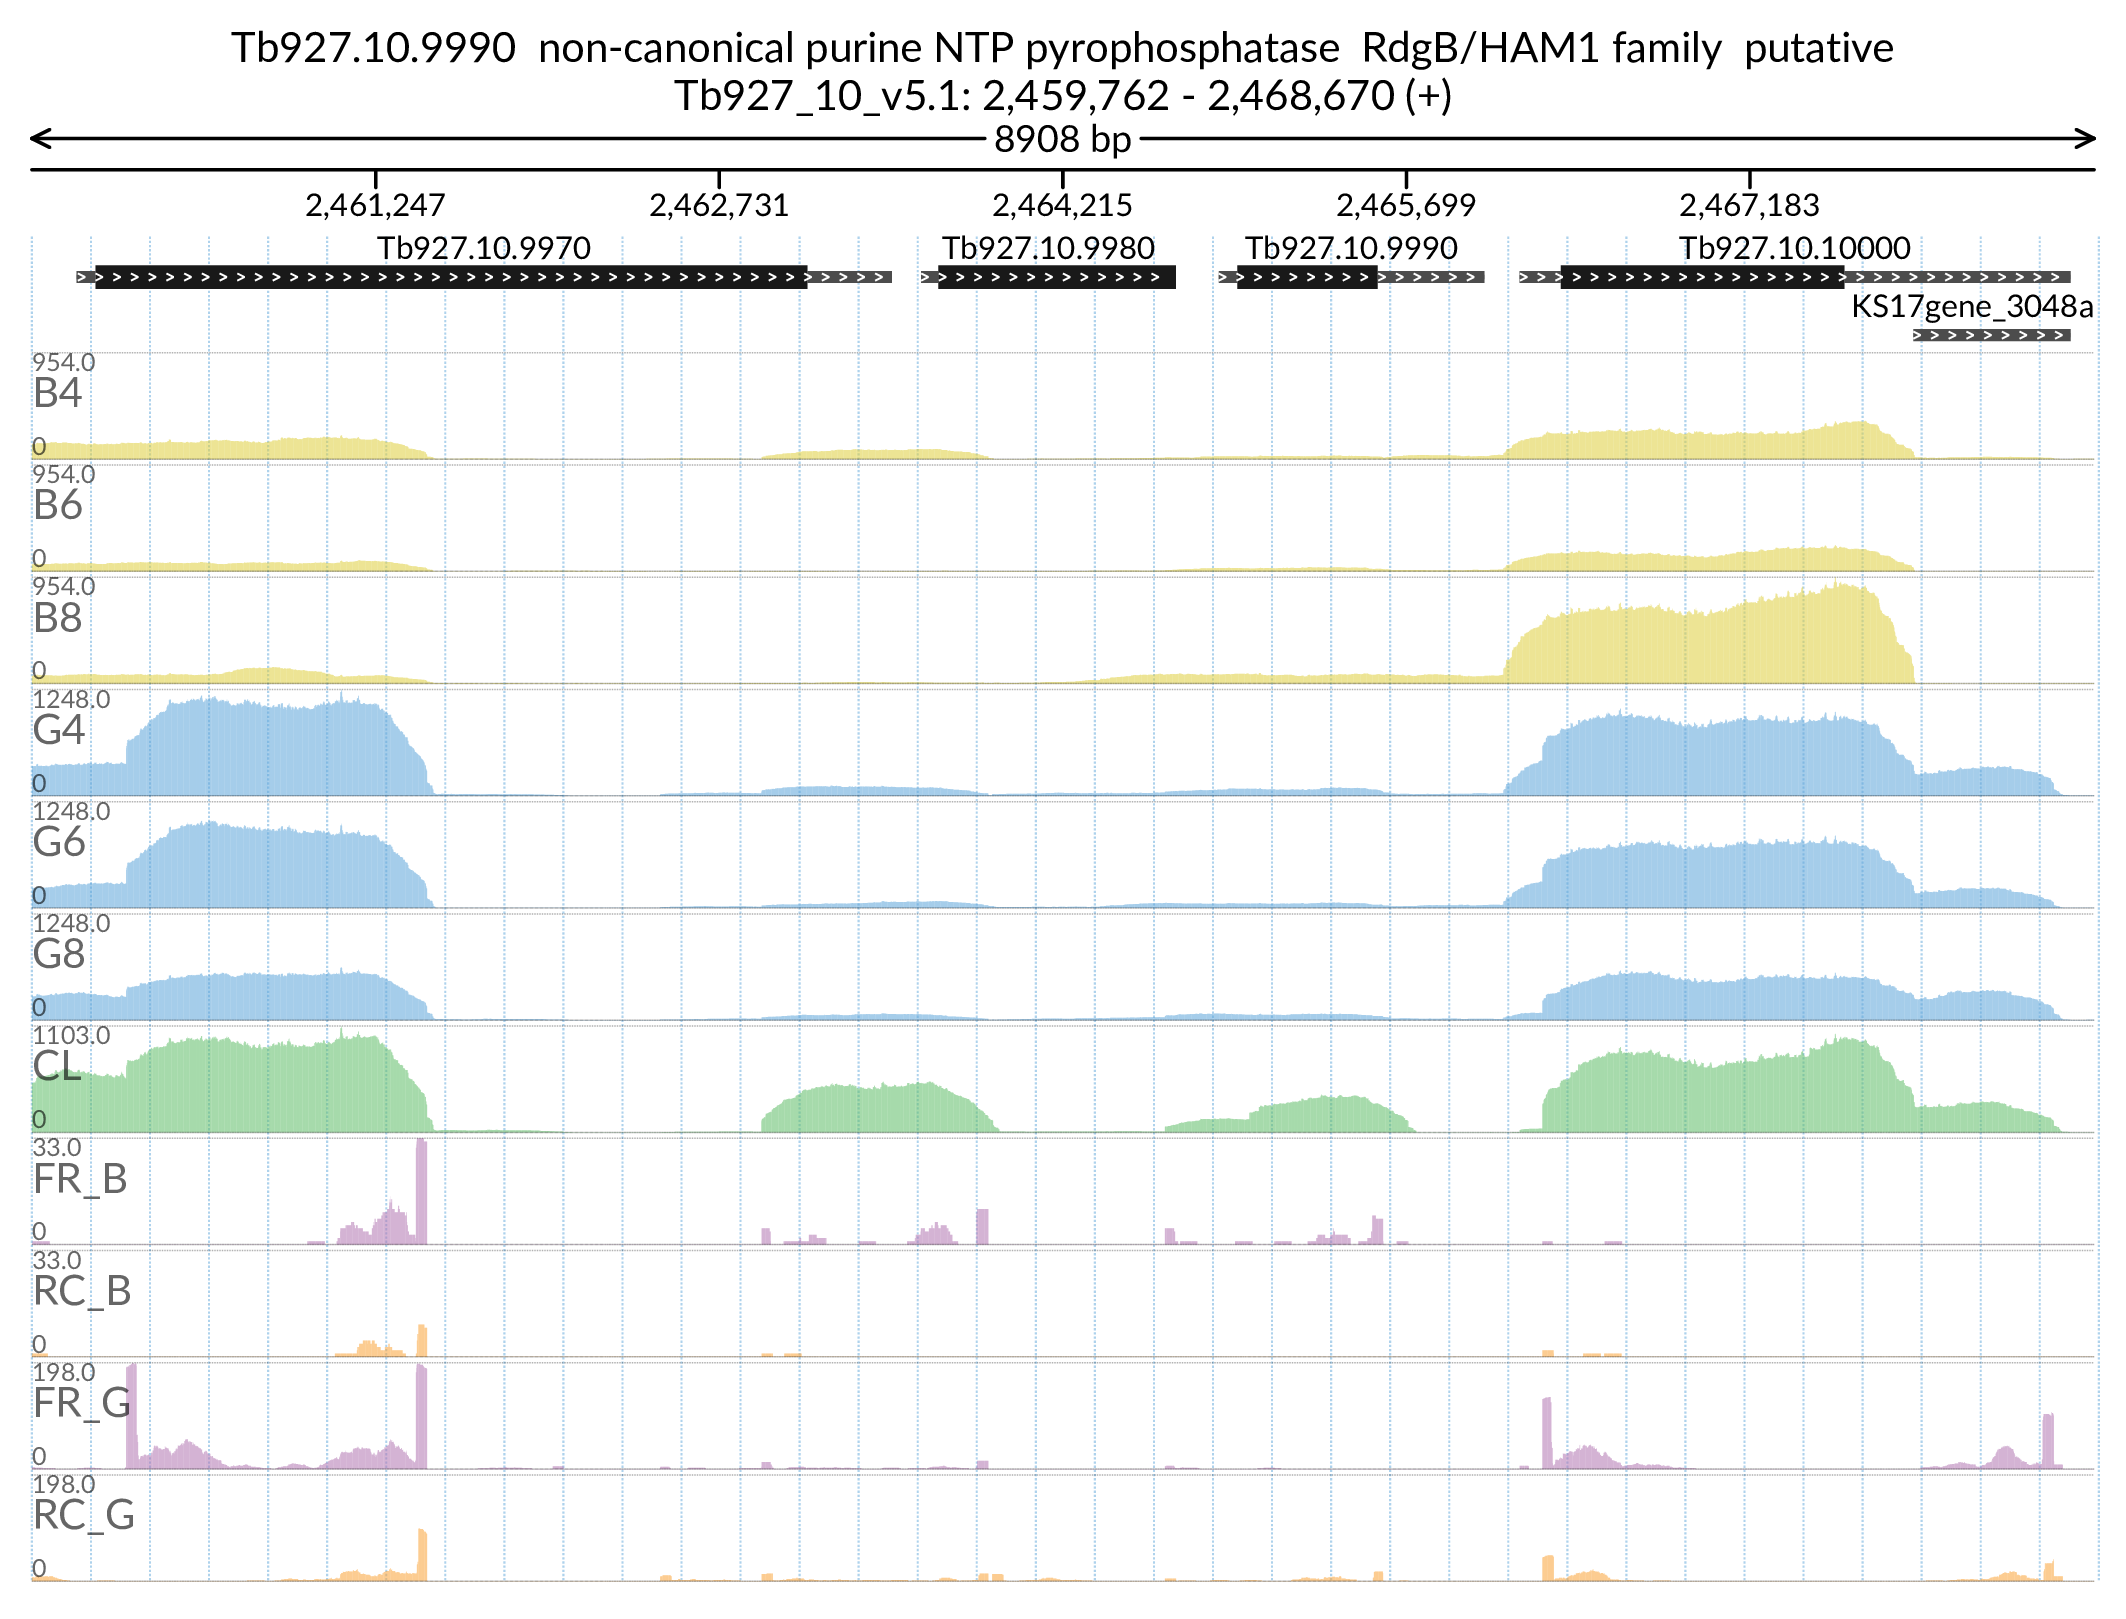 Tb927.10.9990  non-canonical purine NTP pyrophosphatase  RdgB/HAM1 family  putative
Tb927_10_v5.1: 2,459,762 - 2,468,670 (+)
8908 bp
2,461,247 2,462,731 2,464,215 2,465,699 2,467,183
Tb927.10.9970 Tb927.10.9980 Tb927.10.9990 Tb927.10.10000
KS17gene_3048a
954.0
B4
0
954.0
B6
0
954.0
B8
0
1248.0
G4
0
1248.0
G6
0
1248.0
G8
0
1103.0
CL
0
33.0
FR_B
0
33.0
RC_B
0
198.0
FR_G
0
198.0
RC_G
0